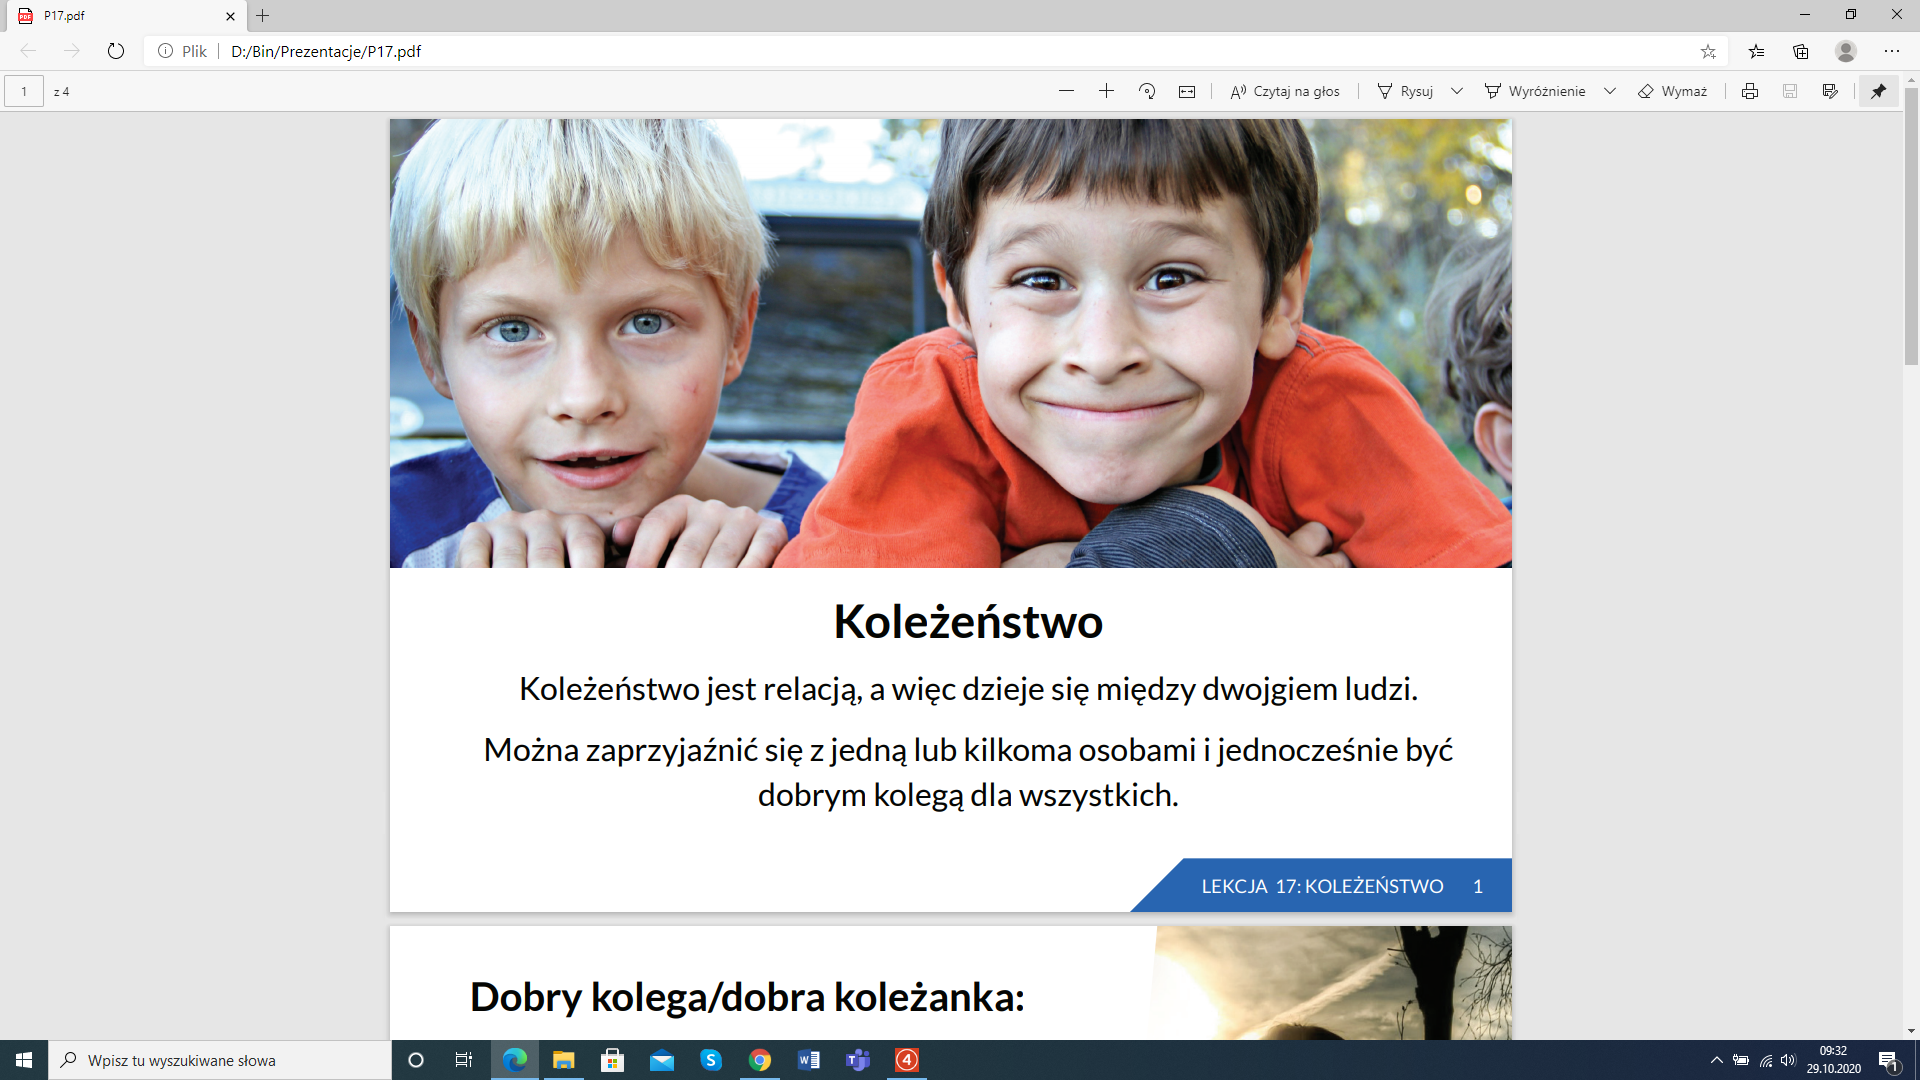 P17.pdf
Plik D:/Bin/Prezentacje/P17.pdf
1 z 4 Czytaj na głos Rysuj Wyróżnienie Wymaż
Koleżeństwo
Koleżeństwo jest relacją, a więc dzieje się między dwojgiem ludzi.
Można zaprzyjaźnić się z jedną lub kilkoma osobami i jednocześnie być
dobrym kolegą dla wszystkich.
LEKCJA 17: KOLEŻEŃSTWO 1
Dobry kolega/dobra koleżanka:
Wpisz tu wyszukiwane słowa
09:32
29.10.2020